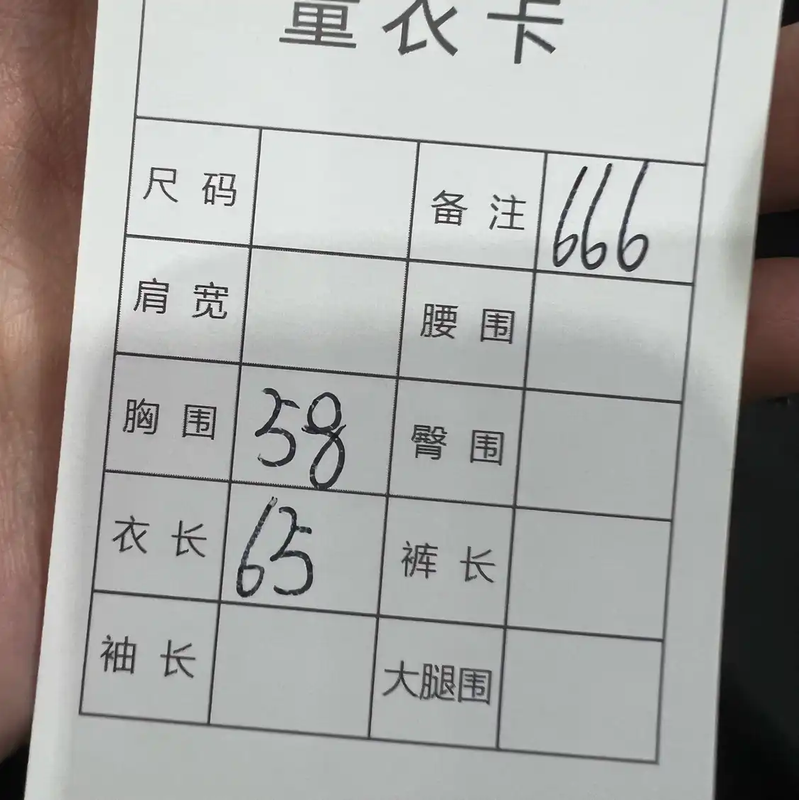 量衣卡
尺码 备注 666
肩宽 腰围
胸围 58 臀围
衣长 65 裤长
袖长 大腿围